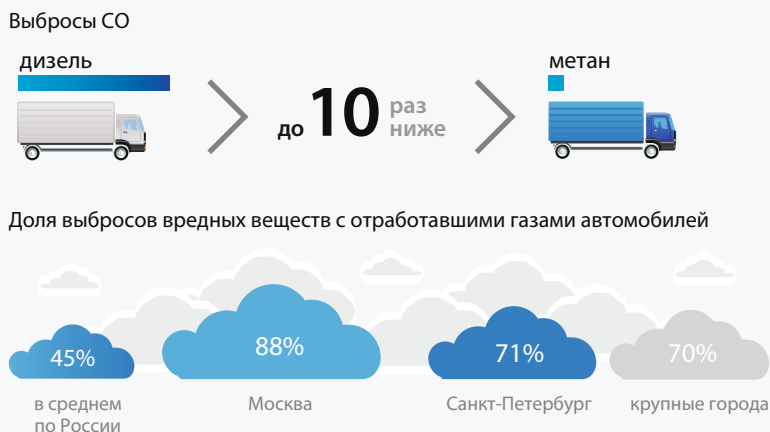 Выбросы СО
дизель
метан
до 10 раз
ниже
Доля выбросов вредных веществ с отработавшими газами автомобилей
45%
88%
71%
70%
в среднем
по России
Москва
Санкт-Петербург
крупные города